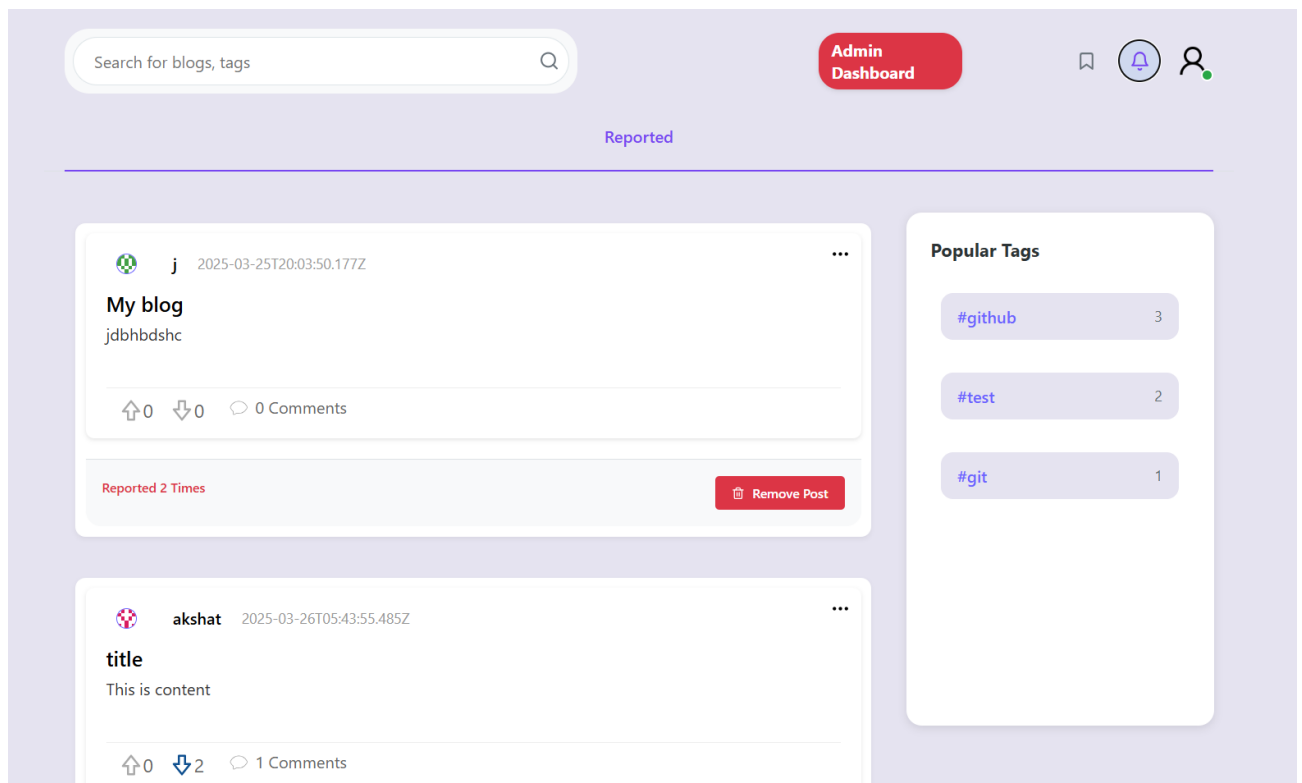 Search for blogs, tags
Admin
Dashboard
Reported
j 2025-03-25T20:03:50.177Z
My blog
jdbhbdshc
0 0 0 Comments
Reported 2 Times
Remove Post
akshat 2025-03-26T05:43:55.485Z
title
This is content
0 2 1 Comments
Popular Tags
#github 3
#test 2
#git 1